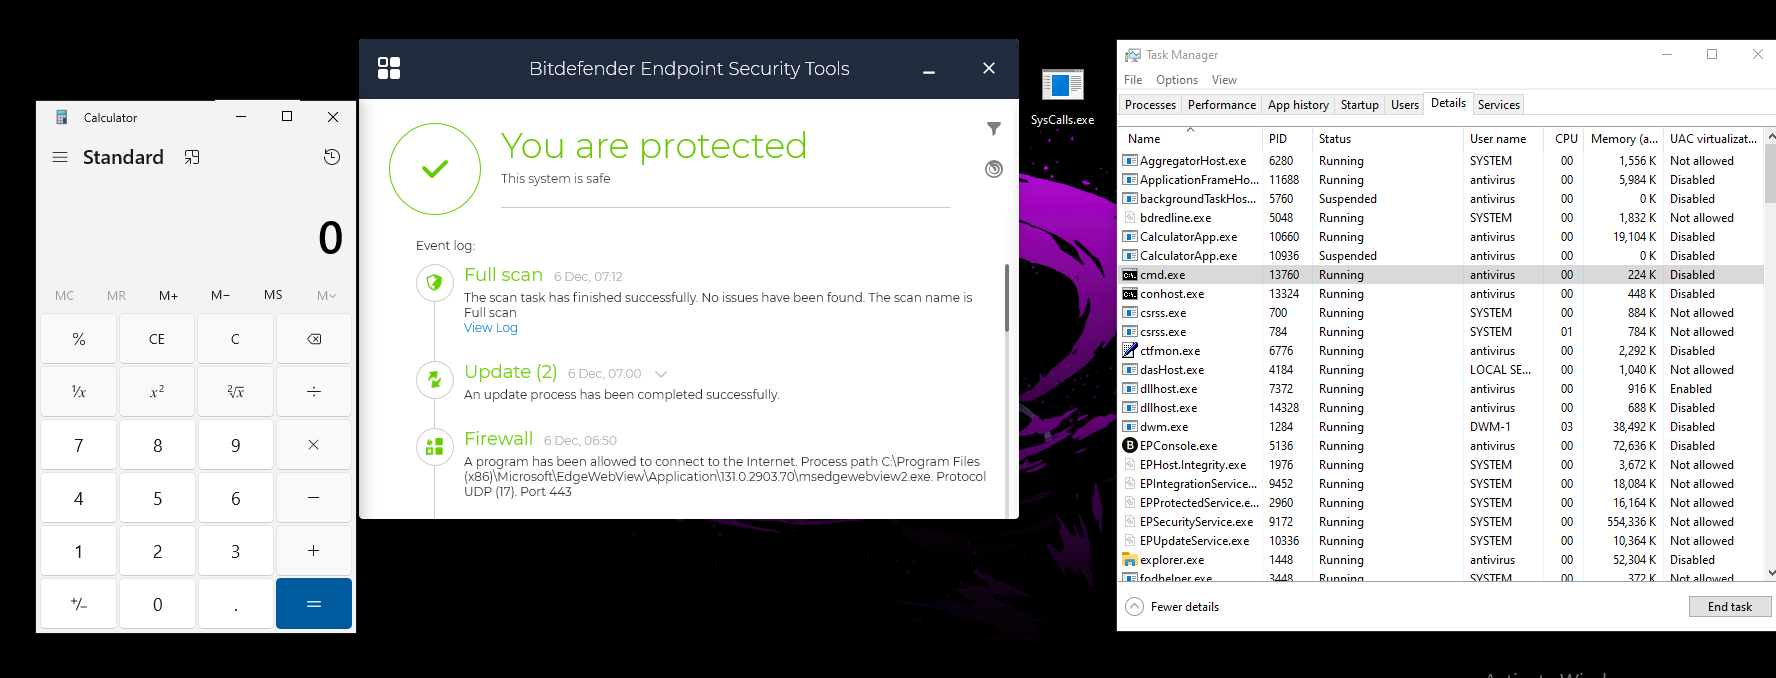 Calculator
Standard
0
MC MR M+ M− MS M
% CE C
¹/x x² ²√x ÷
7 8 9 ×
4 5 6 −
1 2 3 +
+/− 0 . =
Bitdefender Endpoint Security Tools
You are protected
This system is safe
Event log:
Full scan 6 Dec, 07:12
The scan task has finished successfully. No issues have been found. The scan name is
Full scan
View Log
Update (2) 6 Dec, 07:00
An update process has been completed successfully.
Firewall 6 Dec, 06:50
A program has been allowed to connect to the Internet. Process path C:\Program Files
(x86)\Microsoft\EdgeWebView\Application\131.0.2903.70\msedgewebview2.exe. Protocol
UDP (17). Port 443
SysCalls.exe
Task Manager
File Options View
Processes Performance App history Startup Users Details Services
Name PID Status User name CPU Memory (a... UAC virtualizat...
AggregatorHost.exe 6280 Running SYSTEM 00 1,556 K Not allowed
ApplicationFrameHo... 11688 Running antivirus 00 5,984 K Disabled
backgroundTaskHos... 5760 Suspended antivirus 00 0 K Disabled
bdredline.exe 5048 Running SYSTEM 00 1,832 K Not allowed
CalculatorApp.exe 10660 Running antivirus 00 19,104 K Disabled
CalculatorApp.exe 10936 Suspended antivirus 00 0 K Disabled
cmd.exe 13760 Running antivirus 00 224 K Disabled
conhost.exe 13324 Running antivirus 00 448 K Disabled
csrss.exe 700 Running SYSTEM 00 884 K Not allowed
csrss.exe 784 Running SYSTEM 01 784 K Not allowed
ctfmon.exe 6776 Running antivirus 00 2,292 K Disabled
dasHost.exe 4184 Running LOCAL SE... 00 1,040 K Not allowed
dllhost.exe 7372 Running antivirus 00 916 K Enabled
dllhost.exe 14328 Running antivirus 00 688 K Disabled
dwm.exe 1284 Running DWM-1 03 38,492 K Disabled
EPConsole.exe 5136 Running antivirus 00 72,636 K Disabled
EPHost.Integrity.exe 1976 Running SYSTEM 00 3,672 K Not allowed
EPIntegrationService... 9452 Running SYSTEM 00 18,084 K Not allowed
EPProtectedService.e... 2960 Running SYSTEM 00 16,164 K Not allowed
EPSecurityService.exe 9172 Running SYSTEM 00 554,336 K Not allowed
EPUpdateService.exe 10336 Running SYSTEM 00 10,364 K Not allowed
explorer.exe 1448 Running antivirus 00 52,304 K Disabled
fodhelper.exe 3448 Running SYSTEM 00 372 K Not allowed
Fewer details
End task